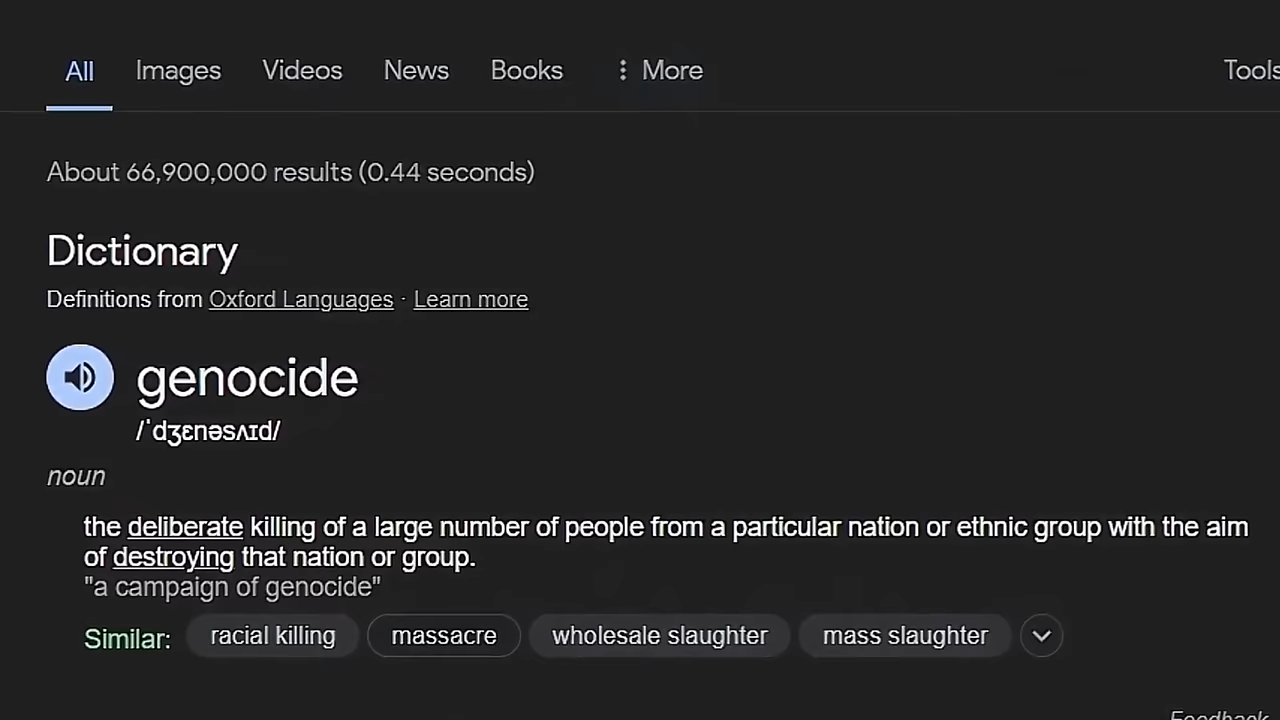 All Images Videos News Books More Tools
About 66,900,000 results (0.44 seconds)
Dictionary
Definitions from Oxford Languages · Learn more
genocide
/ˈdʒɛnəsʌɪd/
noun
the deliberate killing of a large number of people from a particular nation or ethnic group with the aim
of destroying that nation or group.
"a campaign of genocide"
Similar: racial killing massacre wholesale slaughter mass slaughter
Feedback